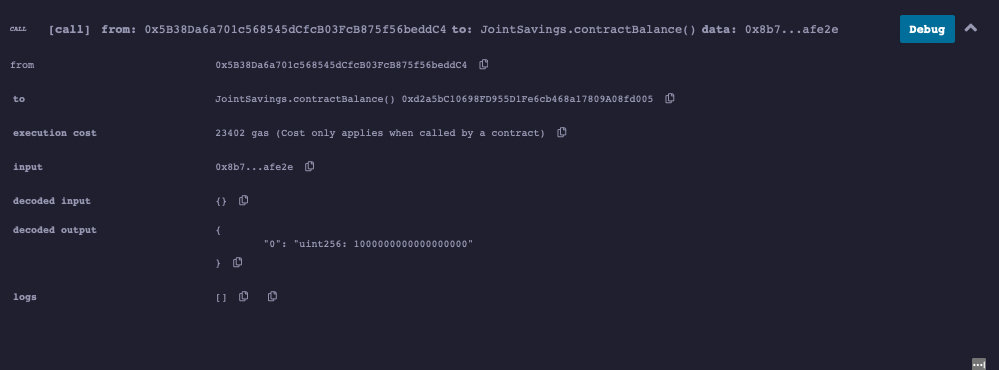 CALL [call] from: 0x5B38Da6a701c568545dCfcB03FcB875f56beddC4 to: JointSavings.contractBalance() data: 0x8b7...afe2e Debug
from 0x5B38Da6a701c568545dCfcB03FcB875f56beddC4
to JointSavings.contractBalance() 0xd2a5bC10698FD955D1Fe6cb468a17809A08fd005
execution cost 23402 gas (Cost only applies when called by a contract)
input 0x8b7...afe2e
decoded input {}
decoded output {
"0": "uint256: 1000000000000000000"
}
logs []